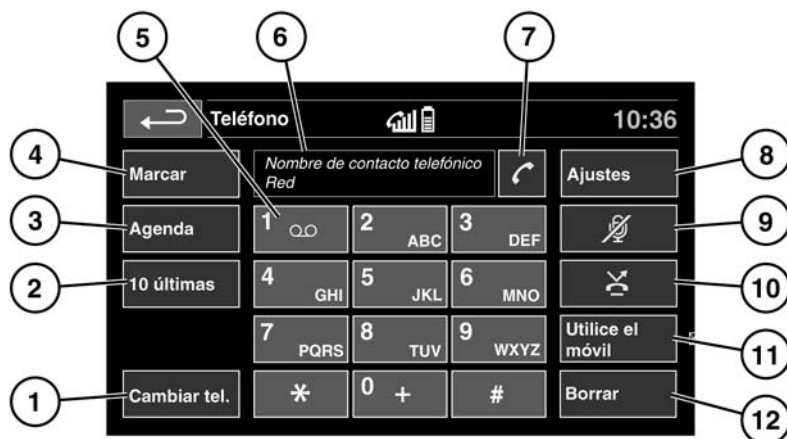 5 6 7
Teléfono 10:36
4 Marcar Nombre de contacto telefónico Ajustes 8
Red
3 Agenda 1 2 ABC 3 DEF 9
2 10 últimas 4 GHI 5 JKL 6 MNO 10
7 PQRS 8 TUV 9 WXYZ Utilice el
móvil 11
1 Cambiar tel. * 0 + # Borrar 12